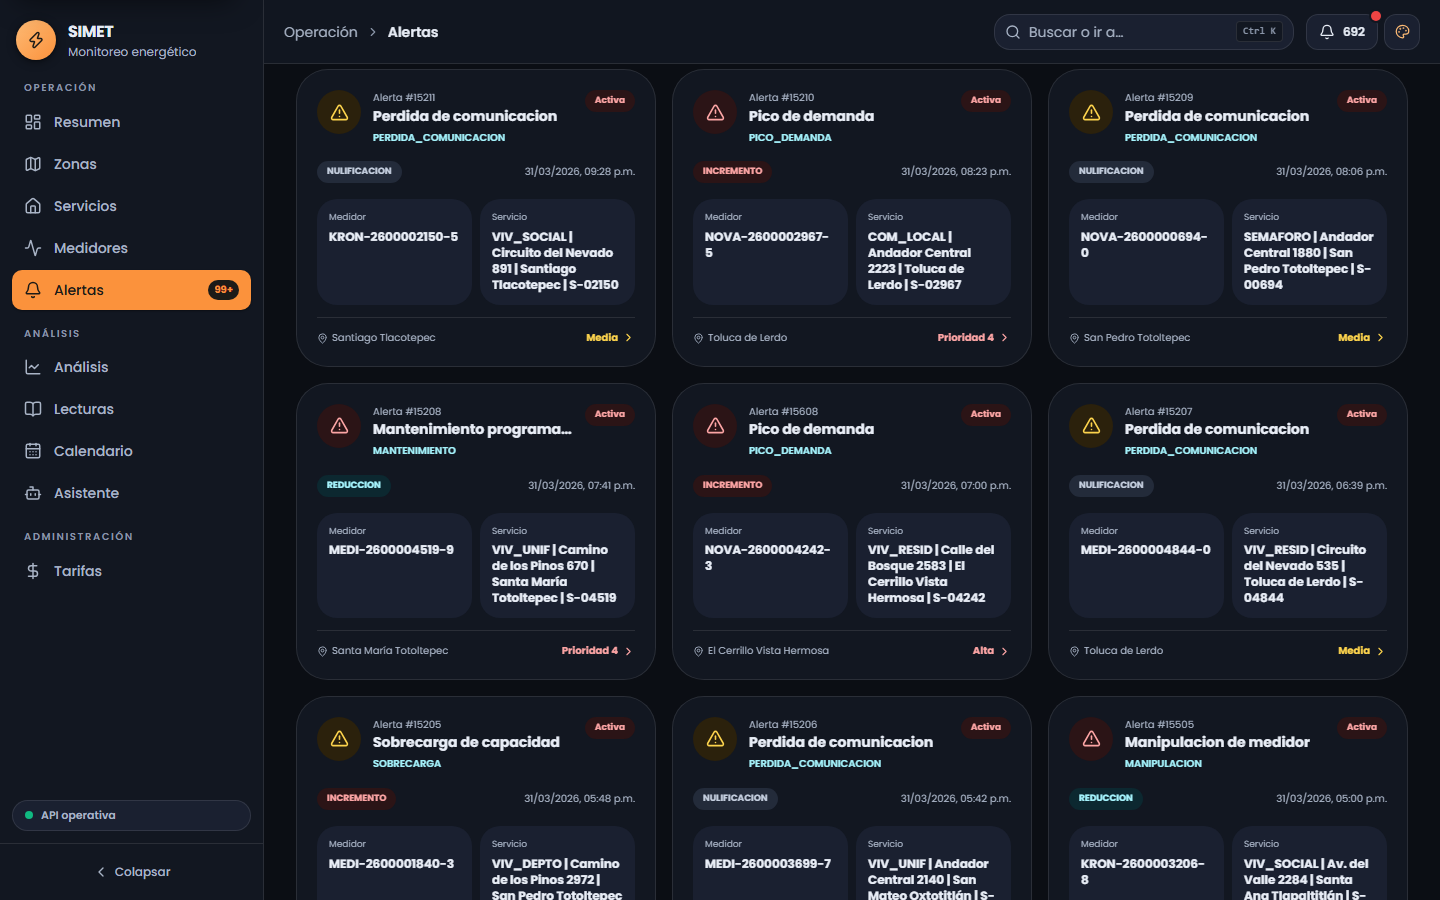 SIMET
Monitoreo energético
OPERACIÓN
Resumen
Zonas
Servicios
Medidores
Alertas
99+
ANÁLISIS
Análisis
Lecturas
Calendario
Asistente
ADMINISTRACIÓN
Tarifas
API operativa
Colapsar
Operación > Alertas
Buscar o ir a...
Ctrl K
692
Alerta #15211
Activa
Perdida de comunicacion
PERDIDA_COMUNICACION
NULIFICACION
31/03/2026, 09:28 p.m.
Medidor
KRON-2600002150-5
Servicio
VIV_SOCIAL |
Circuito del Nevado
891 | Santiago
Tlacotepec | S-02150
Santiago Tlacotepec
Media
Alerta #15210
Activa
Pico de demanda
PICO_DEMANDA
INCREMENTO
31/03/2026, 08:23 p.m.
Medidor
NOVA-2600002967-
5
Servicio
COM_LOCAL |
Andador Central
2223 | Toluca de
Lerdo | S-02967
Toluca de Lerdo
Prioridad 4
Alerta #15209
Activa
Perdida de comunicacion
PERDIDA_COMUNICACION
NULIFICACION
31/03/2026, 08:06 p.m.
Medidor
NOVA-2600000694-
0
Servicio
SEMAFORO | Andador
Central 1880 | San
Pedro Totoltepec | S-
00694
San Pedro Totoltepec
Media
Alerta #15208
Activa
Mantenimiento programa...
MANTENIMIENTO
REDUCCION
31/03/2026, 07:41 p.m.
Medidor
MEDI-2600004519-9
Servicio
VIV_UNIF | Camino
de los Pinos 670 |
Santa María
Totoltepec | S-04519
Santa María Totoltepec
Prioridad 4
Alerta #15608
Activa
Pico de demanda
PICO_DEMANDA
INCREMENTO
31/03/2026, 07:00 p.m.
Medidor
NOVA-2600004242-
3
Servicio
VIV_RESID | Calle del
Bosque 2583 | El
Cerrillo Vista
Hermosa | S-04242
El Cerrillo Vista Hermosa
Alta
Alerta #15207
Activa
Perdida de comunicacion
PERDIDA_COMUNICACION
NULIFICACION
31/03/2026, 06:39 p.m.
Medidor
MEDI-2600004844-0
Servicio
VIV_RESID | Circuito
del Nevado 535 |
Toluca de Lerdo | S-
04844
Toluca de Lerdo
Media
Alerta #15205
Activa
Sobrecarga de capacidad
SOBRECARGA
INCREMENTO
31/03/2026, 05:48 p.m.
Medidor
MEDI-2600001840-3
Servicio
VIV_DEPTO | Camino
de los Pinos 2972 |
San Pedro Totoltepec
Alerta #15206
Activa
Perdida de comunicacion
PERDIDA_COMUNICACION
NULIFICACION
31/03/2026, 05:42 p.m.
Medidor
MEDI-2600003699-7
Servicio
VIV_UNIF | Andador
Central 2140 | San
Mateo Oxtotitlán | S-
Alerta #15505
Activa
Manipulacion de medidor
MANIPULACION
REDUCCION
31/03/2026, 05:00 p.m.
Medidor
KRON-2600003206-
8
Servicio
VIV_SOCIAL | Av. del
Valle 2284 | Santa
Ana Tlapaltitlán | S-